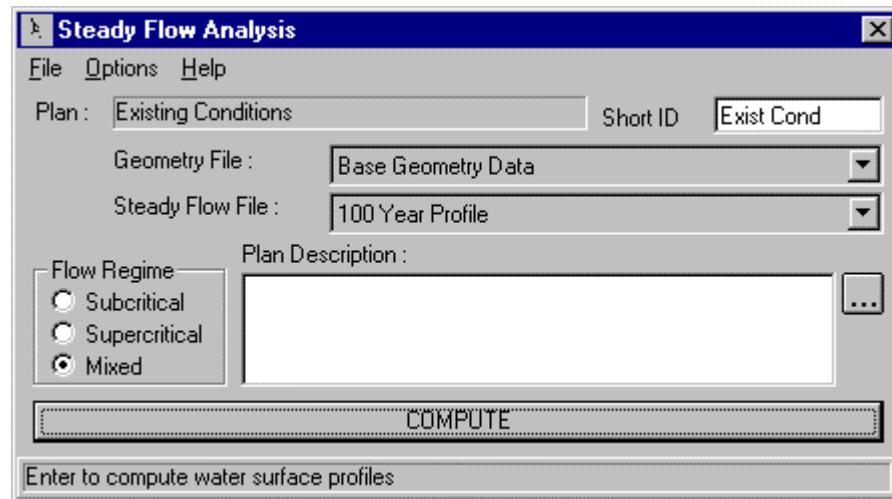 Steady Flow Analysis
File Options Help
Plan : Existing Conditions Short ID Exist Cond
Geometry File : Base Geometry Data
Steady Flow File : 100 Year Profile
Plan Description :
Flow Regime
Subcritical
Supercritical
Mixed
...
COMPUTE
Enter to compute water surface profiles